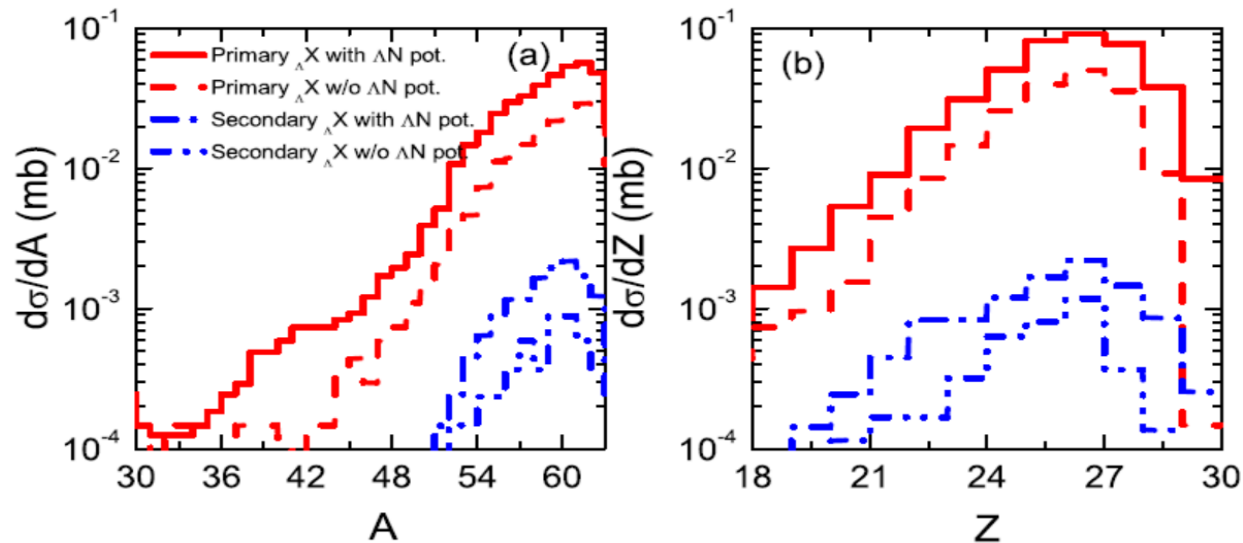 10⁻¹
10⁻²
10⁻³
10⁻⁴
dσ/dA (mb)
Primary ΛX with ΛN pot.
Primary ΛX w/o ΛN pot.
Secondary ΛX with ΛN pot.
Secondary ΛX w/o ΛN pot.
(a)
30 36 42 48 54 60
A
10⁻¹
10⁻²
10⁻³
10⁻⁴
dσ/dZ (mb)
(b)
18 21 24 27 30
Z